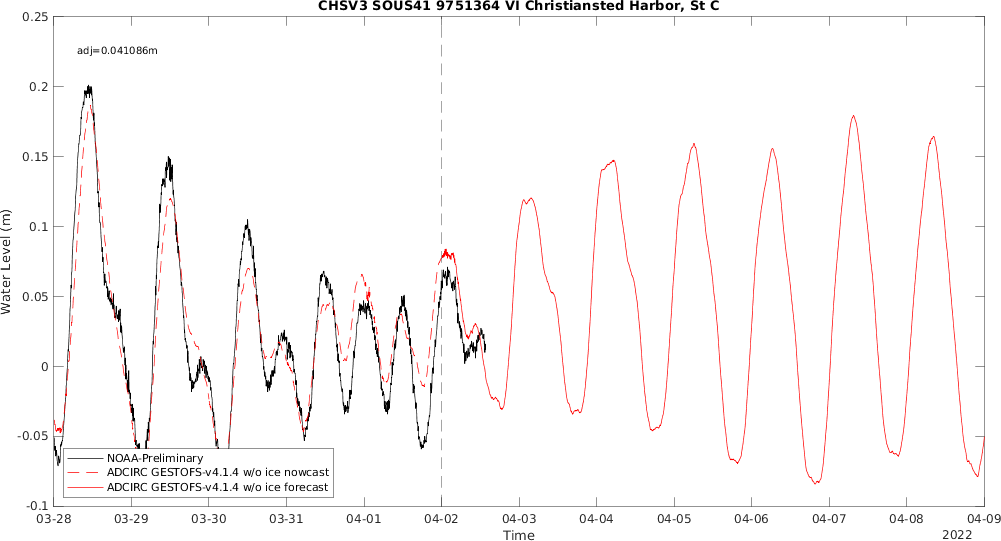 CHSV3 SOUS41 9751364 VI Christiansted Harbor, St C
adj=0.041086m
Water Level (m)
0.25
0.2
0.15
0.1
0.05
0
-0.05
-0.1
NOAA-Preliminary
ADCIRC GESTOFS-v4.1.4 w/o ice nowcast
ADCIRC GESTOFS-v4.1.4 w/o ice forecast
03-28 03-29 03-30 03-31 04-01 04-02 04-03 04-04 04-05 04-06 04-07 04-08 04-09
Time
2022